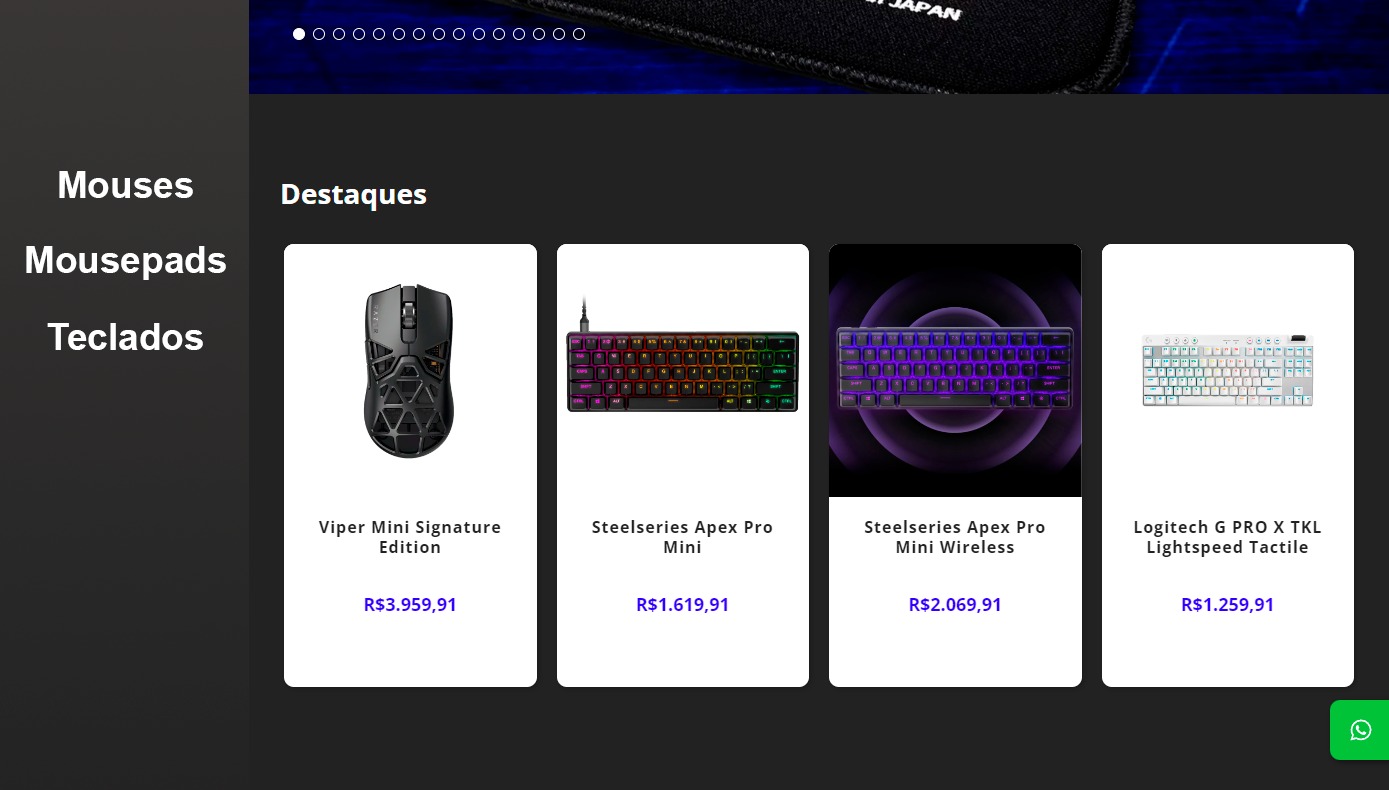 JAPAN
Mouses
Mousepads
Teclados
Destaques
Viper Mini Signature
Edition
R$3.959,91
Steelseries Apex Pro
Mini
R$1.619,91
Steelseries Apex Pro
Mini Wireless
R$2.069,91
Logitech G PRO X TKL
Lightspeed Tactile
R$1.259,91